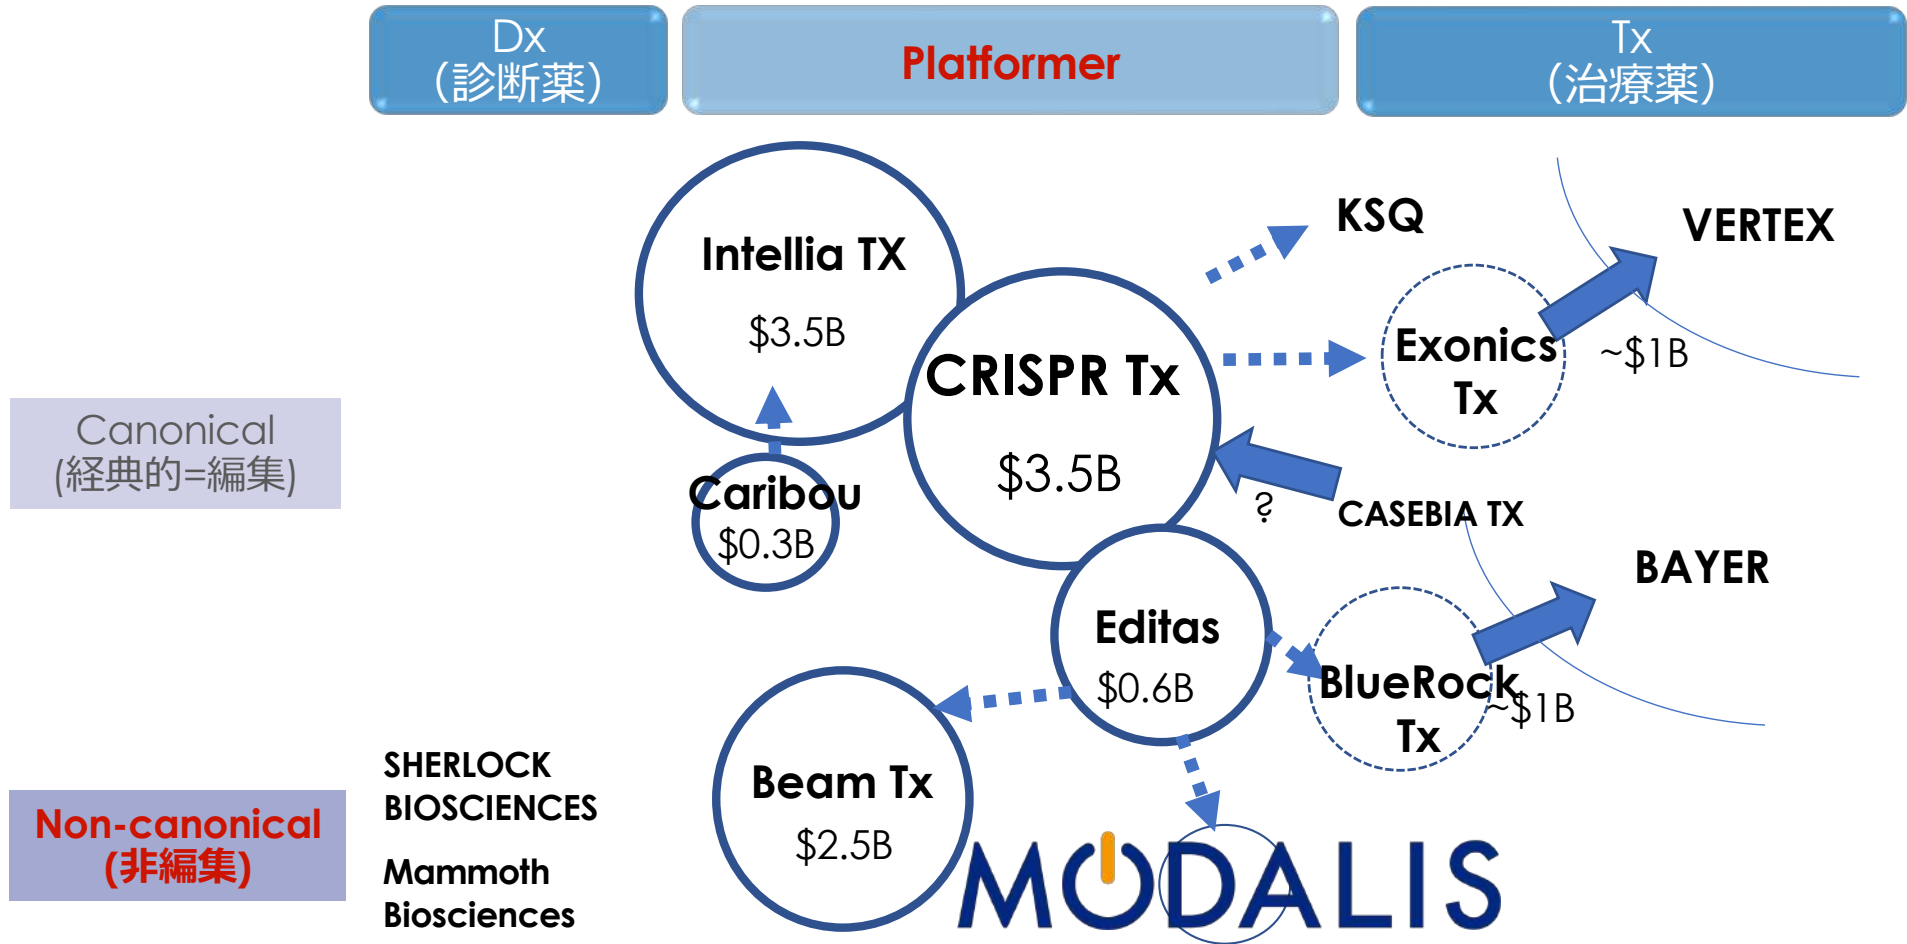 Dx
（診断薬）
Platformer
Tx
（治療薬）
KSQ
VERTEX
Intellia TX
$3.5B
CRISPR Tx
$3.5B
Exonics
Tx
~$1B
Canonical
(経典的=編集)
Caribou
$0.3B
?
CASEBIA TX
BAYER
Editas
$0.6B
BlueRock
Tx
~$1B
SHERLOCK
BIOSCIENCES
Beam Tx
$2.5B
Non-canonical
(非編集)
Mammoth
Biosciences
MODALIS